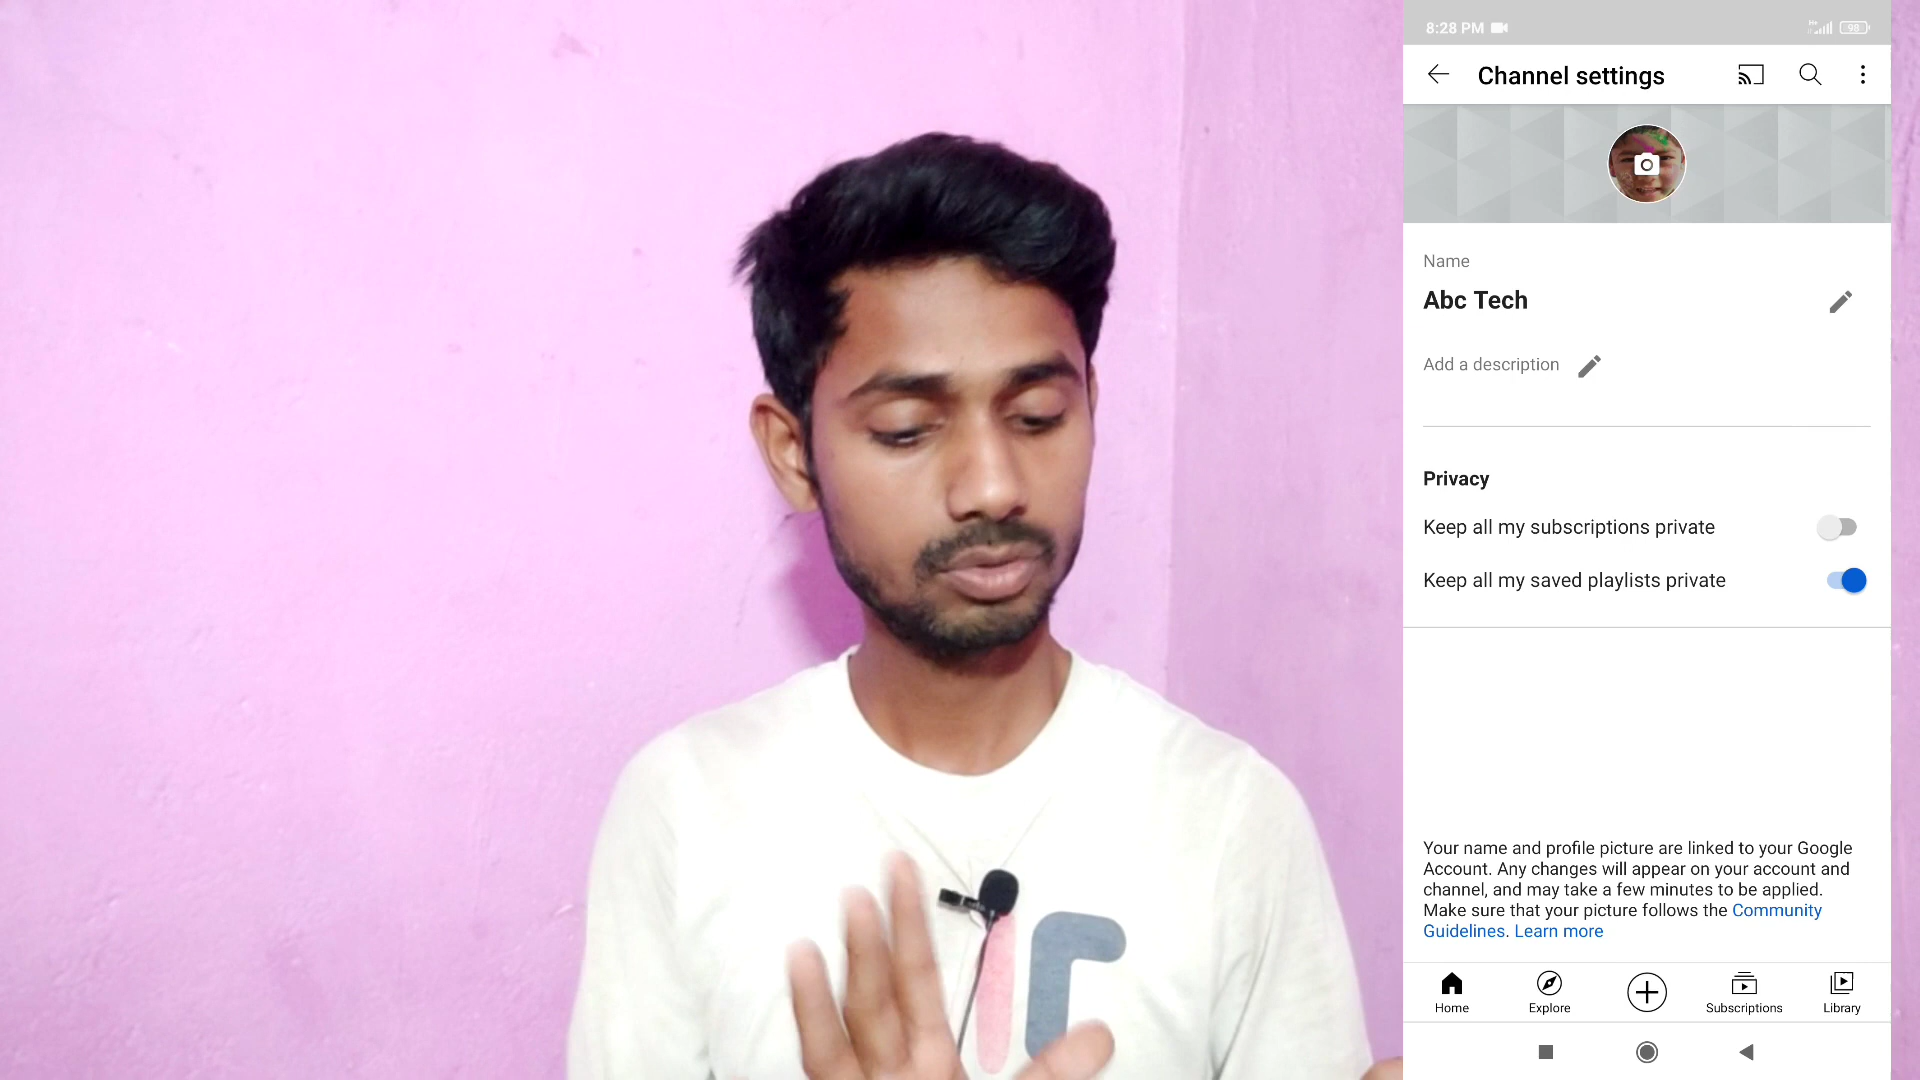 8:28 PM
98
Channel settings
Name
Abc Tech
Add a description
Privacy
Keep all my subscriptions private
Keep all my saved playlists private
Your name and profile picture are linked to your Google
Account. Any changes will appear on your account and
channel, and may take a few minutes to be applied.
Make sure that your picture follows the Community
Guidelines. Learn more
Home Explore Subscriptions Library